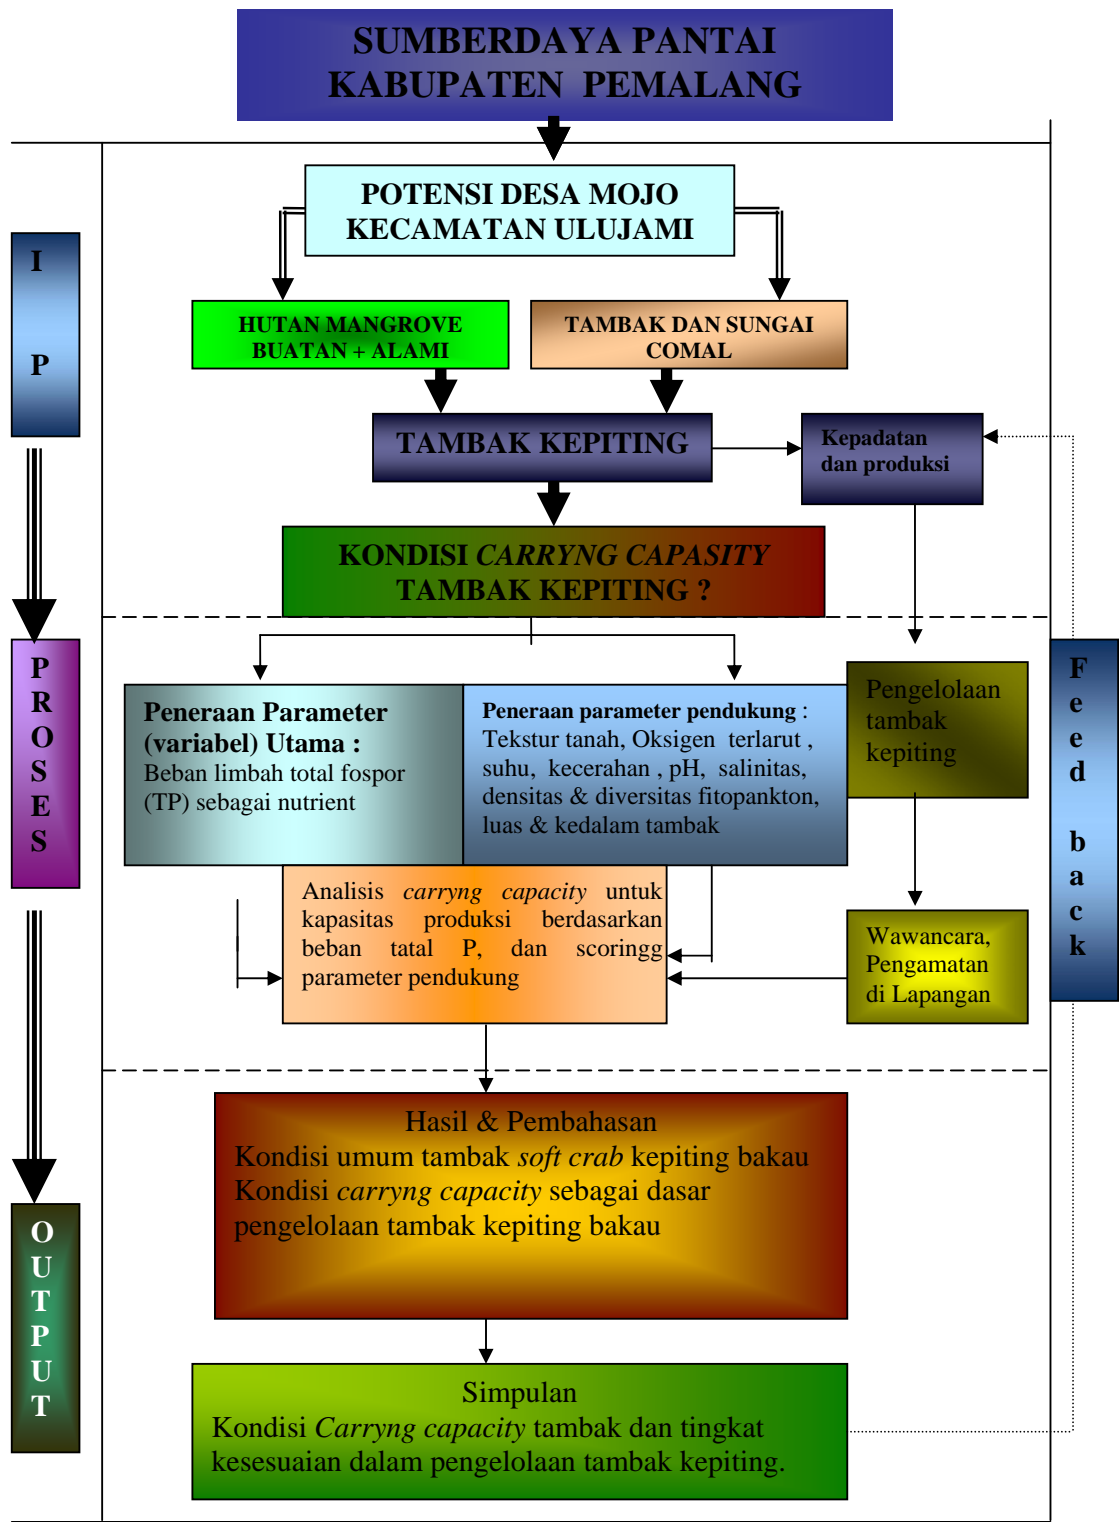 SUMBERDAYA PANTAI
KABUPATEN PEMALANG
POTENSI DESA MOJO
KECAMATAN ULUJAMI
I
P
HUTAN MANGROVE
BUATAN + ALAMI
TAMBAK DAN SUNGAI
COMAL
TAMBAK KEPITING
Kepadatan
dan produksi
KONDISI CARRYNG CAPASITY
TAMBAK KEPITING ?
P
R
O
S
E
S
Peneraan Parameter
(variabel) Utama :
Beban limbah total fospor
(TP) sebagai nutrient
Peneraan parameter pendukung :
Tekstur tanah, Oksigen terlarut ,
suhu, kecerahan , pH, salinitas,
densitas & diversitas fitopankton,
luas & kedalam tambak
Pengelolaan
tambak
kepiting
F
e
e
d
b
a
c
k
Analisis carryng capacity untuk
kapasitas produksi berdasarkan
beban tatal P, dan scoringg
parameter pendukung
Wawancara,
Pengamatan
di Lapangan
Hasil & Pembahasan
Kondisi umum tambak soft crab kepiting bakau
Kondisi carryng capacity sebagai dasar
pengelolaan tambak kepiting bakau
O
U
T
P
U
T
Simpulan
Kondisi Carryng capacity tambak dan tingkat
kesesuaian dalam pengelolaan tambak kepiting.